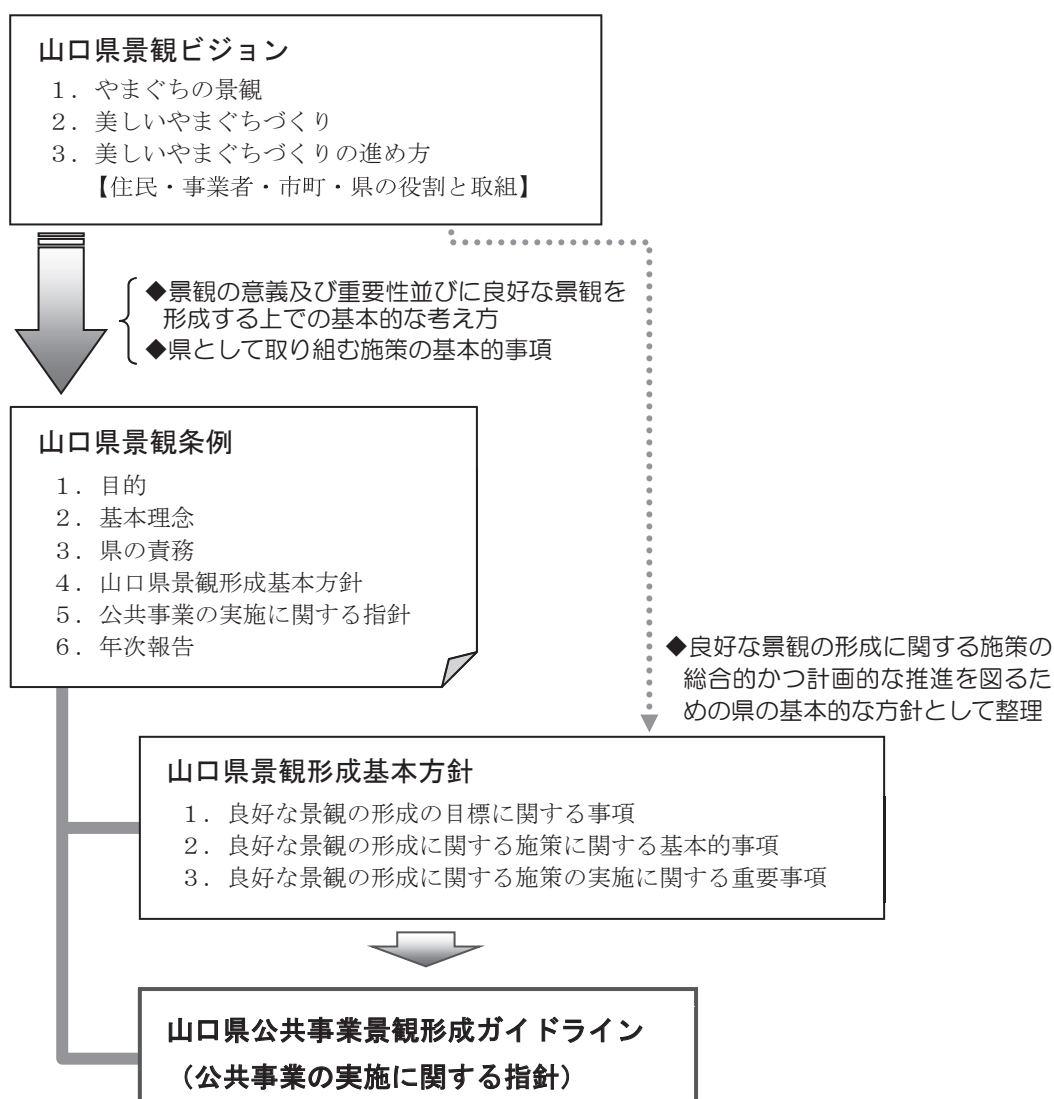 山口県景観ビジョン
１．やまぐちの景観
２．美しいやまぐちづくり
３．美しいやまぐちづくりの進め方
【住民・事業者・市町・県の役割と取組】
◆景観の意義及び重要性並びに良好な景観を
形成する上での基本的な考え方
◆県として取り組む施策の基本的事項
山口県景観条例
１．目的
２．基本理念
３．県の責務
４．山口県景観形成基本方針
５．公共事業の実施に関する指針
６．年次報告
◆良好な景観の形成に関する施策の
総合的かつ計画的な推進を図るた
めの県の基本的な方針として整理
山口県景観形成基本方針
１．良好な景観の形成の目標に関する事項
２．良好な景観の形成に関する施策に関する基本的事項
３．良好な景観の形成に関する施策の実施に関する重要事項
山口県公共事業景観形成ガイドライン
（公共事業の実施に関する指針）